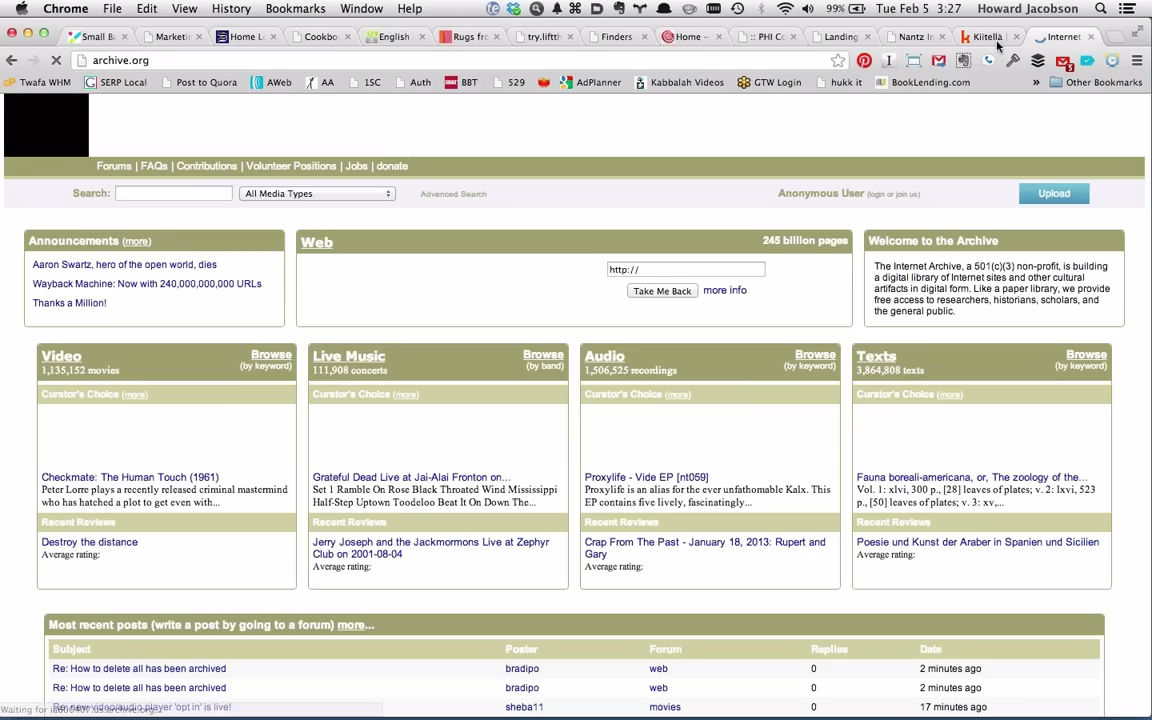 Chrome File Edit View History Bookmarks Window Help 99% Tue Feb 5 3:27 Howard Jacobson
Small B Marketin Home L Cookbo English Rugs fro try.liftth Finders Home – :: PHI C Landing Nantz In Kiitella Internet
archive.org
Twafa WHM SERP Local Post to Quora AWeb AA 1SC Auth BBT 529 AdPlanner Kabbalah Videos GTW Login hukk it BookLending.com » Other Bookmarks
Forums | FAQs | Contributions | Volunteer Positions | Jobs | donate
Search: All Media Types Advanced Search Anonymous User (login or join us) Upload
Announcements (more)
Aaron Swartz, hero of the open world, dies
Wayback Machine: Now with 240,000,000,000 URLs
Thanks a Million!
Web 245 billion pages
http://
Take Me Back more info
Welcome to the Archive
The Internet Archive, a 501(c)(3) non-profit, is building
a digital library of Internet sites and other cultural
artifacts in digital form. Like a paper library, we provide
free access to researchers, historians, scholars, and
the general public.
Video Browse
1,135,152 movies (by keyword)
Curator's Choice (more)
Checkmate: The Human Touch (1961)
Peter Lorre plays a recently released criminal mastermind
who has hatched a plot to get even with...
Recent Reviews
Destroy the distance
Average rating:
Live Music Browse
111,908 concerts (by band)
Curator's Choice (more)
Grateful Dead Live at Jai-Alai Fronton on...
Set 1 Ramble On Rose Black Throated Wind Mississippi
Half-Step Uptown Toodeloo Beat It On Down The...
Recent Reviews
Jerry Joseph and the Jackmormons Live at Zephyr
Club on 2001-08-04
Average rating:
Audio Browse
1,506,525 recordings (by keyword)
Curator's Choice (more)
Proxylife - Vide EP [nt059]
Proxylife is an alias for the ever unfathomable Kalx. This
EP contains five lively, fascinatingly...
Recent Reviews
Crap From The Past - January 18, 2013: Rupert and
Gary
Average rating:
Texts Browse
3,864,808 texts (by keyword)
Curator's Choice (more)
Fauna boreali-americana, or, The zoology of the...
Vol. 1: xlvi, 300 p., [28] leaves of plates; v. 2: lxvi, 523
p., [50] leaves of plates; v. 3: xv,...
Recent Reviews
Poesie und Kunst der Araber in Spanien und Sicilien
Average rating:
Most recent posts (write a post by going to a forum) more...
Subject Poster Forum Replies Date
Re: How to delete all has been archived bradipo web 0 2 minutes ago
Re: How to delete all has been archived bradipo web 0 2 minutes ago
Re: new video/audio player 'opt in' is live! sheba11 movies 0 17 minutes ago
Waiting for